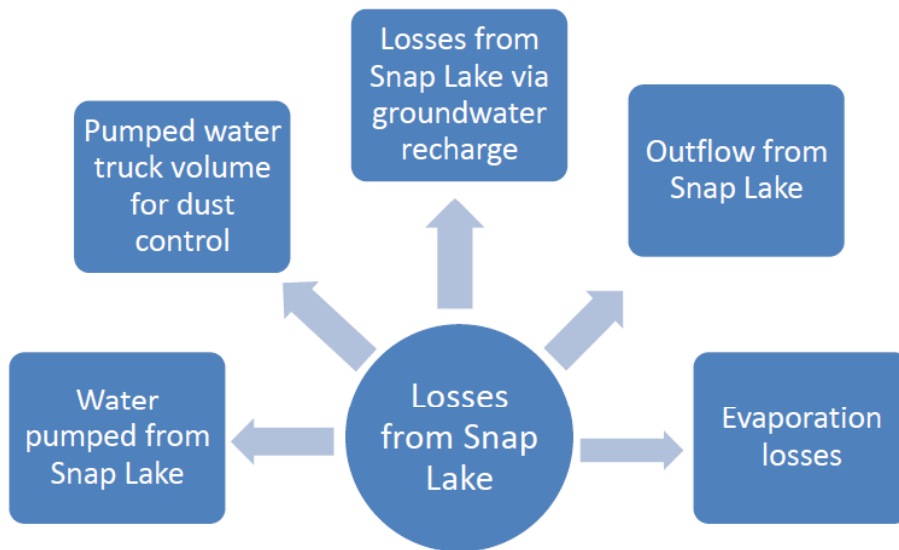 Losses from
Snap Lake via
groundwater
recharge
Pumped water
truck volume
for dust
control
Outflow from
Snap Lake
Water
pumped from
Snap Lake
Losses
from Snap
Lake
Evaporation
losses